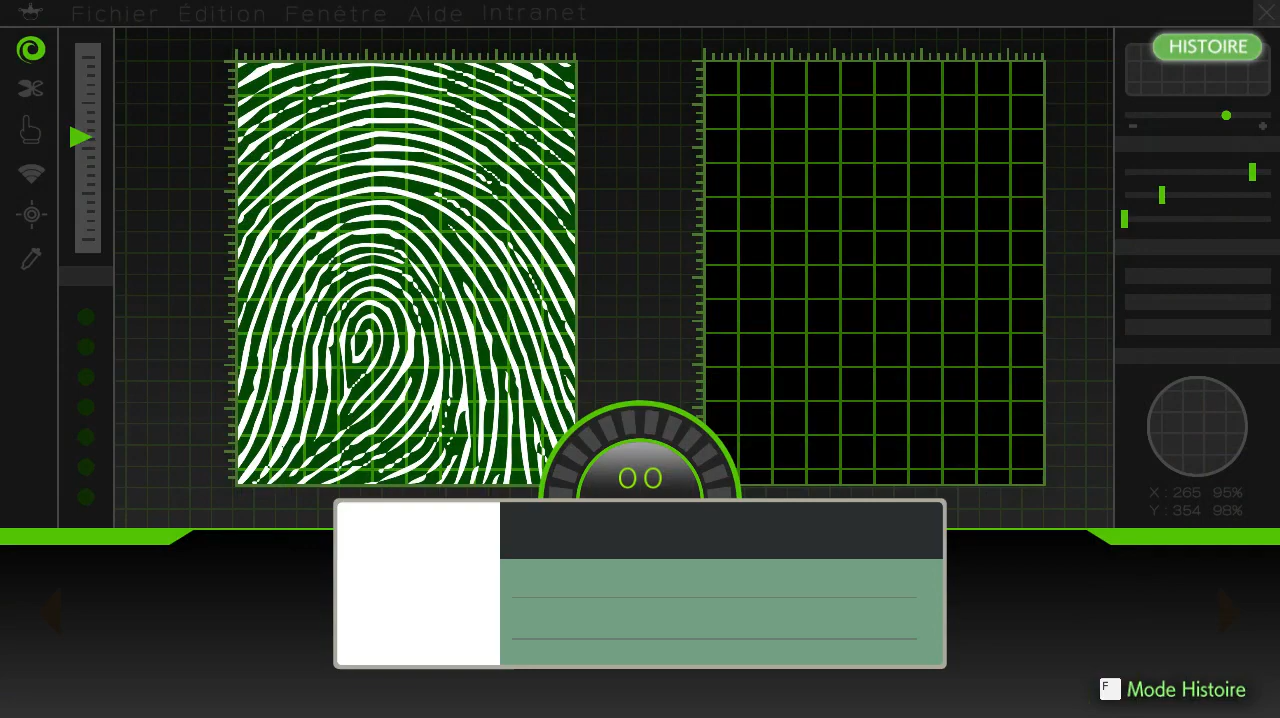 Fichier Édition Fenêtre Aide Intranet
HISTOIRE
00
X : 265 95%
Y : 354 98%
F Mode Histoire